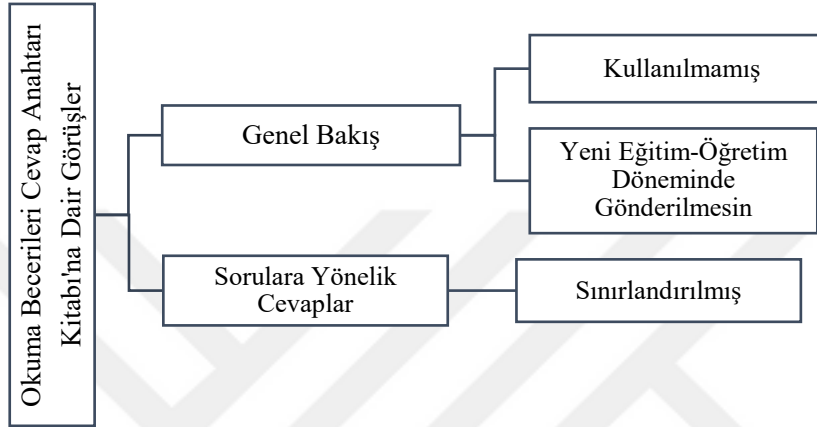 Okuma Becerileri Cevap Anahtarı
Kitabı'na Dair Görüşler
Genel Bakış
Kullanılmamış
Yeni Eğitim-Öğretim
Döneminde
Gönderilmesin
Sorulara Yönelik
Cevaplar
Sınırlandırılmış